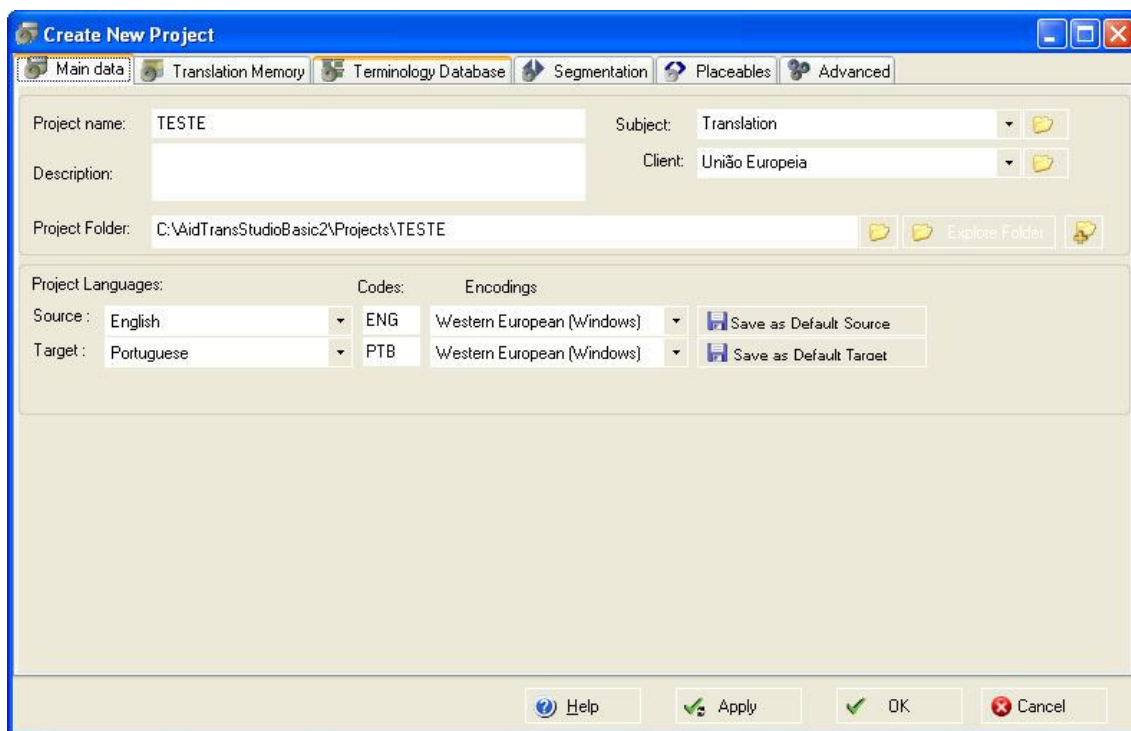 Create New Project
Main data Translation Memory Terminology Database Segmentation Placeables Advanced
Project name: TESTE Subject: Translation
Client: União Europeia
Description:
Project Folder: C:\AidTransStudioBasic2\Projects\TESTE Explore Folder
Project Languages: Codes: Encodings
Source : English ENG Western European (Windows) Save as Default Source
Target : Portuguese PTB Western European (Windows) Save as Default Target
Help Apply OK Cancel